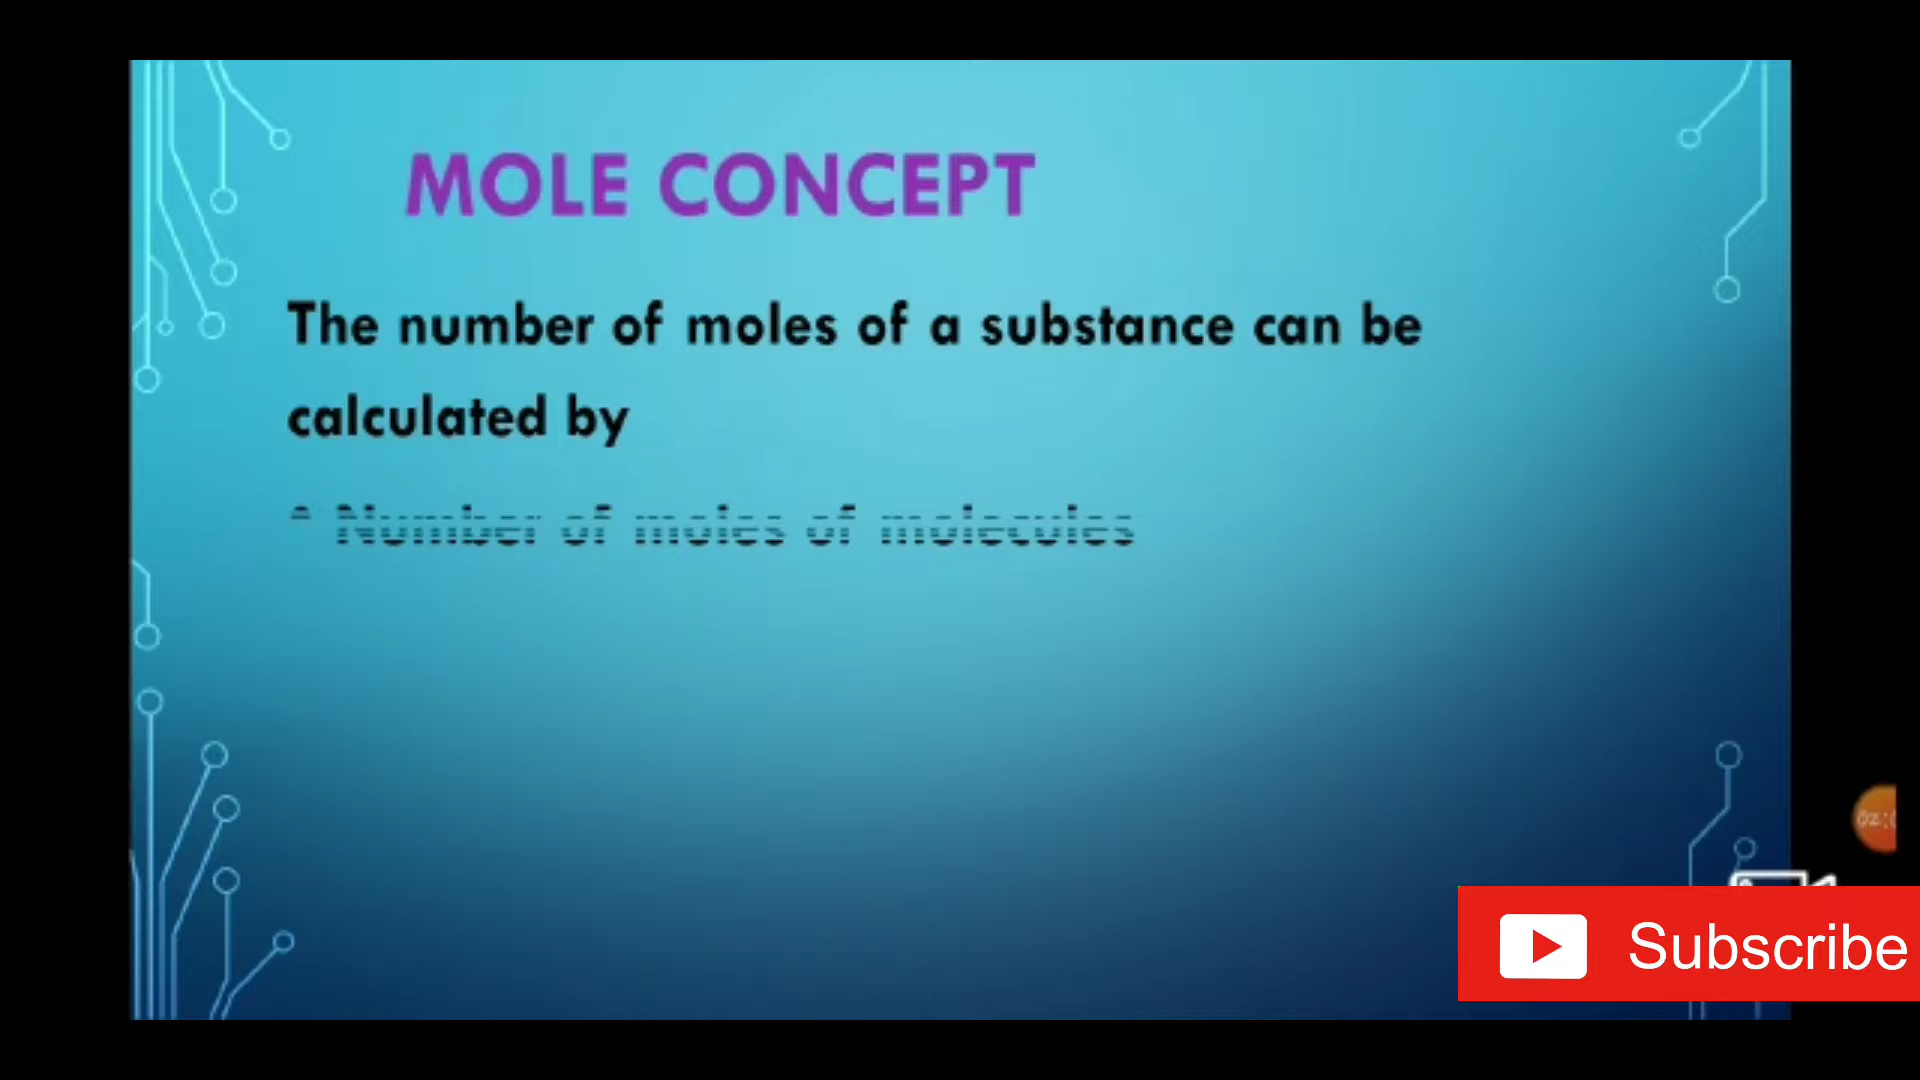 MOLE CONCEPT
The number of moles of a substance can be
calculated by
Number of moles of molecules
Subscribe